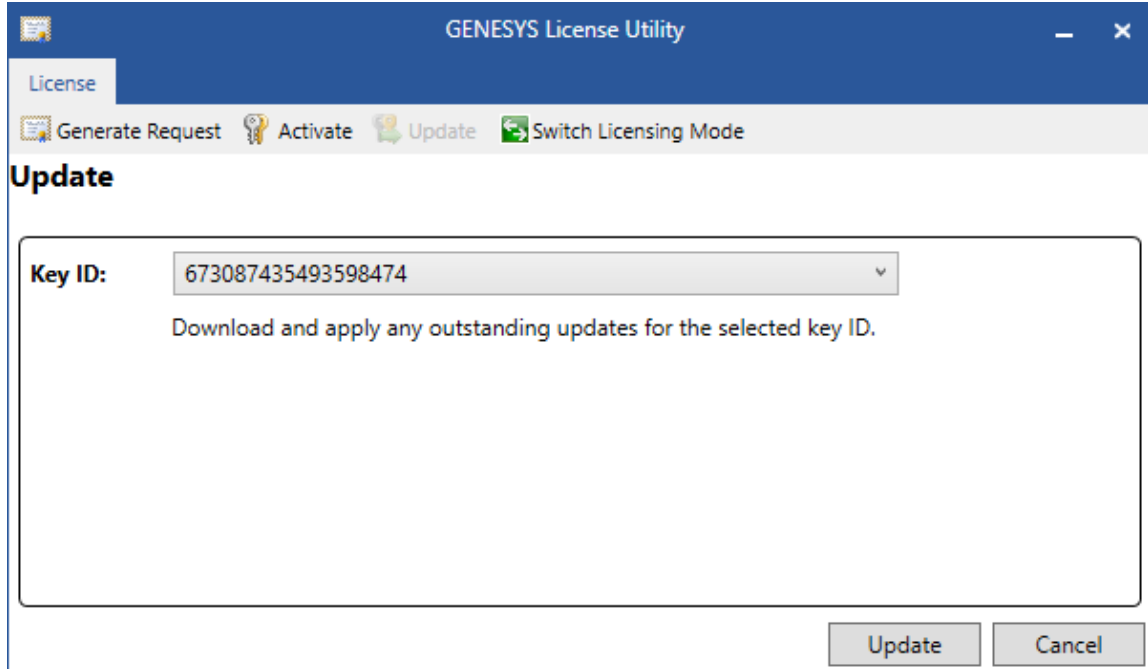 GENESYS License Utility
License
Generate Request Activate Update Switch Licensing Mode
Update
Key ID: 673087435493598474
Download and apply any outstanding updates for the selected key ID.
Update Cancel